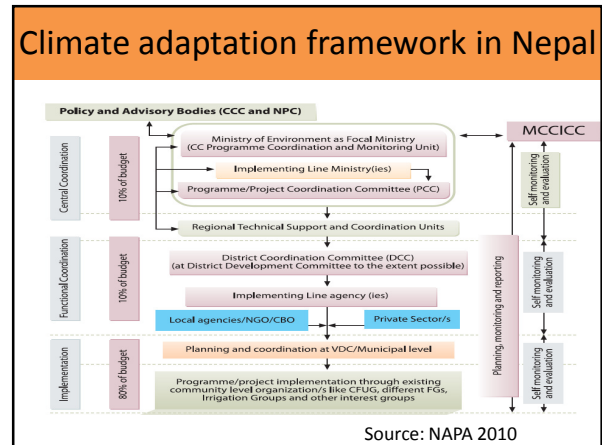 Climate adaptation framework in Nepal
Policy and Advisory Bodies (CCC and NPC)
Ministry of Environment as Focal Ministry
(CC Programme Coordination and Monitoring Unit)
MCCICC
Implementing Line Ministry(ies)
Programme/Project Coordination Committee (PCC)
Central Coordination
10% of budget
Self monitoring
and evaluation
Regional Technical Support and Coordination Units
District Coordination Committee (DCC)
(at District Development Committee to the extent possible)
Functional Coordination
10% of budget
Implementing Line agency (ies)
Planning, monitoring and reporting
Self monitoring
and evaluation
Local agencies/NGO/CBO
Private Sector/s
Planning and coordination at VDC/Municipal level
Implementation
80% of budget
Programme/project implementation through existing
community level organization/s like CFUG, different FGs,
Irrigation Groups and other interest groups
Self monitoring
and evaluation
Source: NAPA 2010